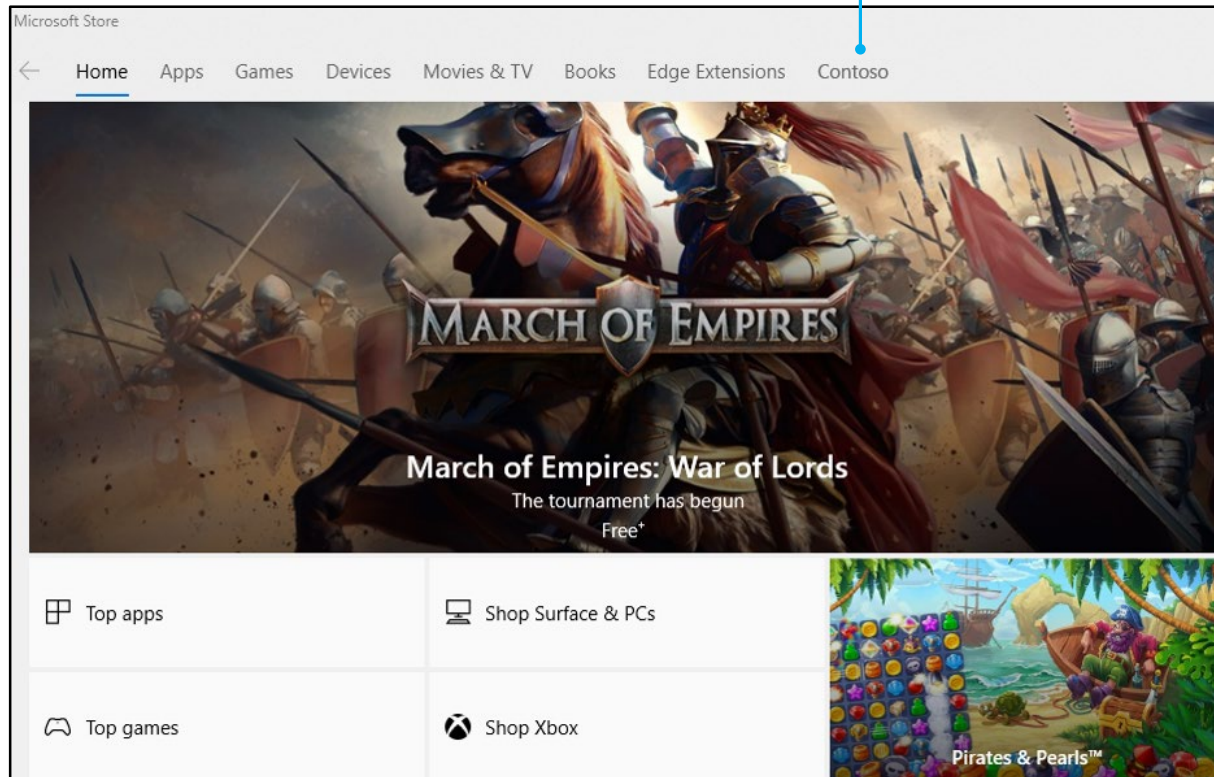 Microsoft Store
Home Apps Games Devices Movies & TV Books Edge Extensions Contoso
MARCH OF EMPIRES
March of Empires: War of Lords
The tournament has begun
Free⁺
Top apps
Shop Surface & PCs
Top games
Shop Xbox
Pirates & Pearls™